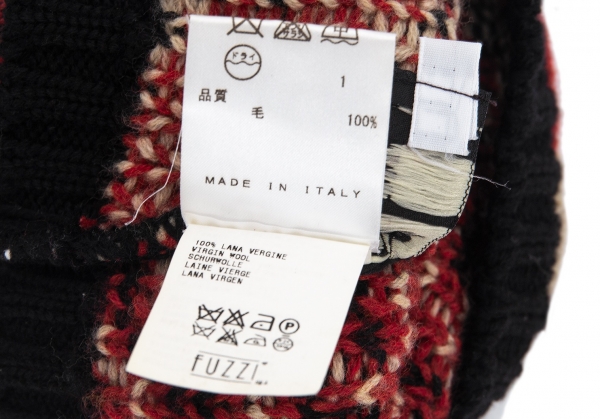 ドライ
1
品質
毛 100%
MADE IN ITALY
100% LANA VERGINE
VIRGIN WOOL
SCHURWOLLE
LAINE VIERGE
LANA VIRGEN
P
FUZZI